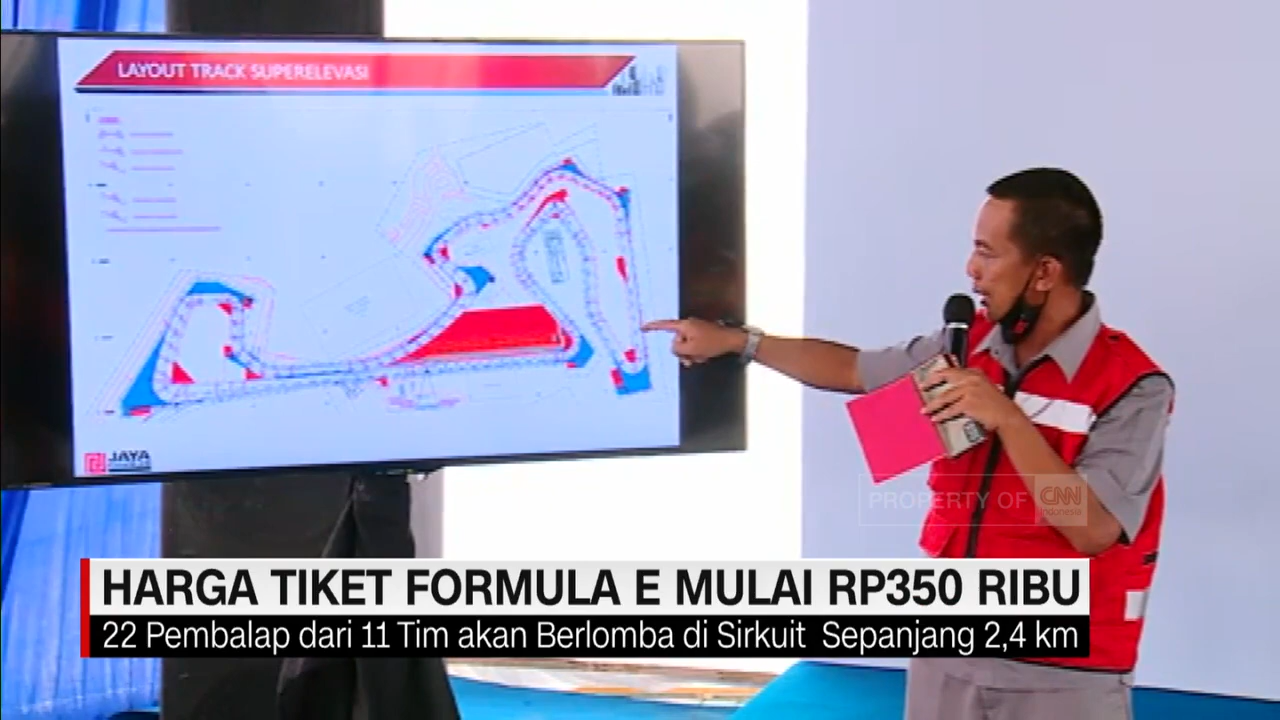 LAYOUT TRACK SUPERELEVASI
JAYA
PROPERTY OF CNN
Indonesia
HARGA TIKET FORMULA E MULAI RP350 RIBU
22 Pembalap dari 11 Tim akan Berlomba di Sirkuit Sepanjang 2,4 km